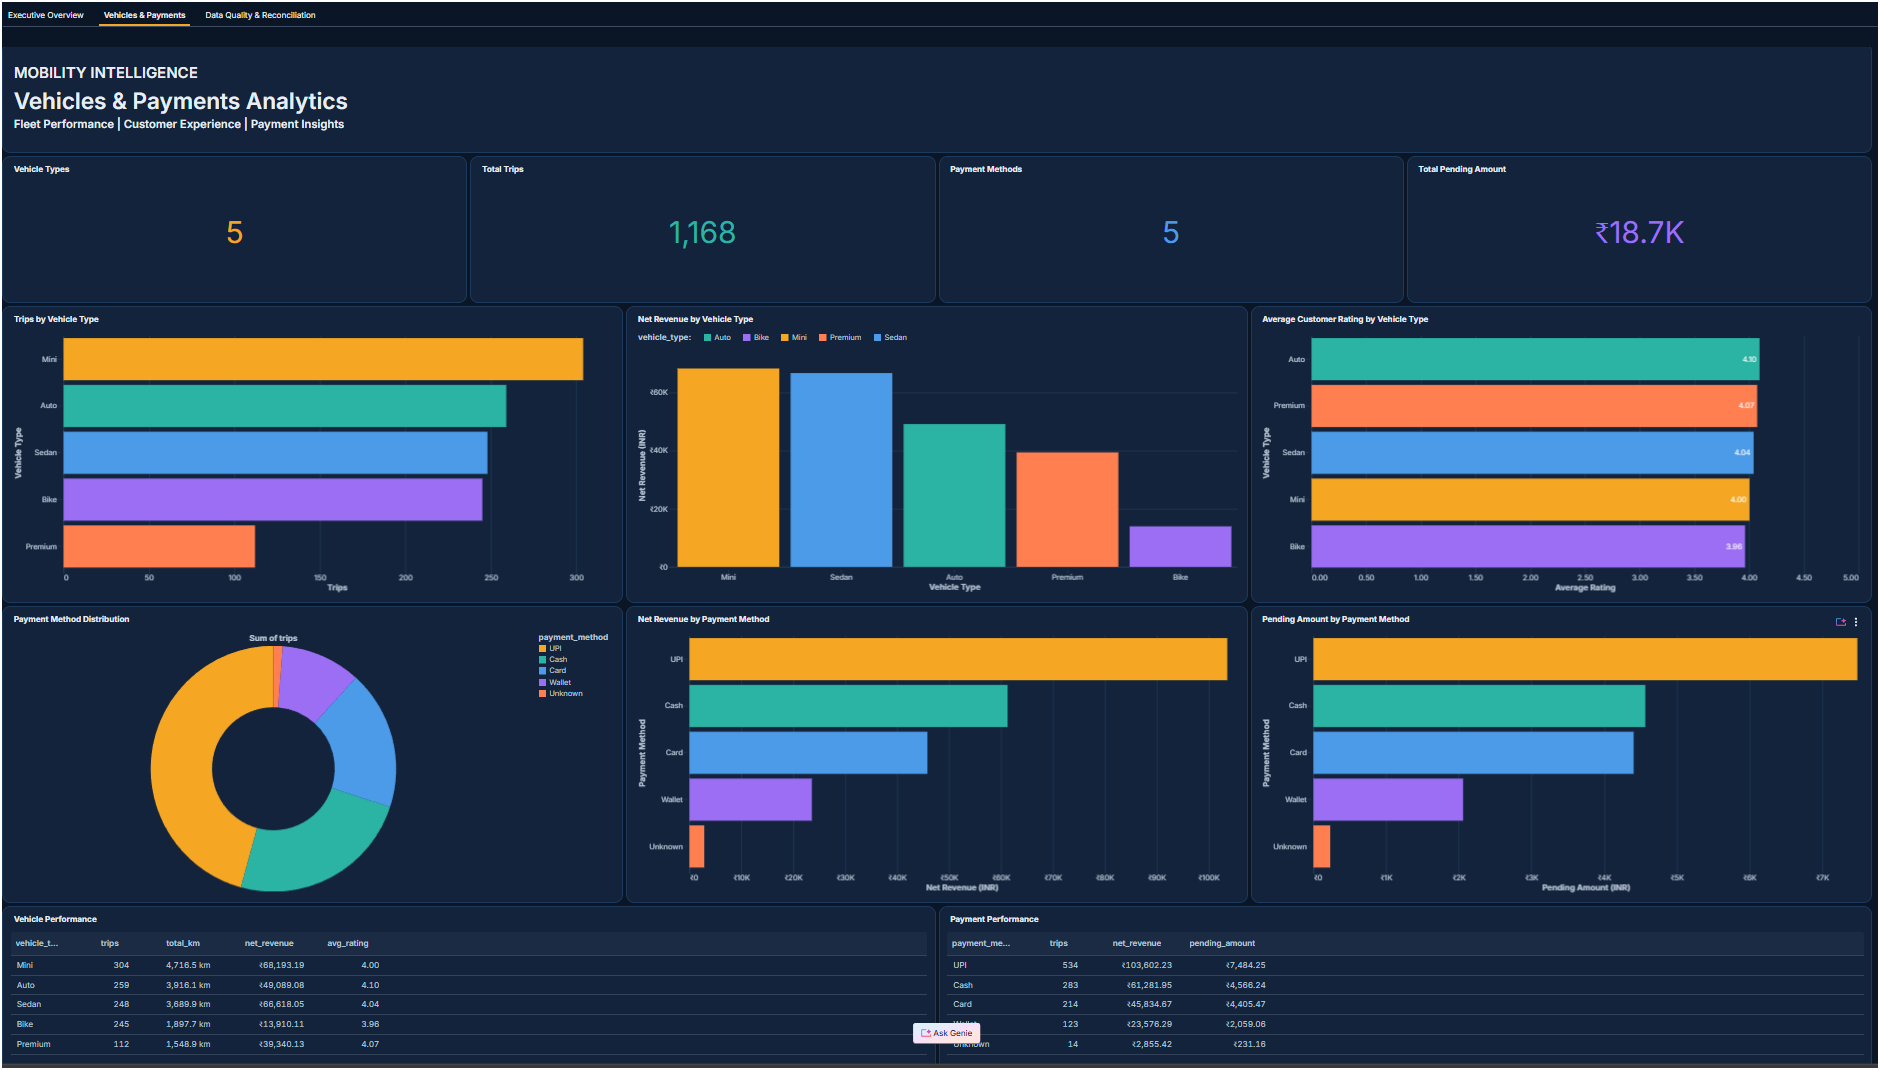 Executive Overview Vehicles & Payments Data Quality & Reconciliation
MOBILITY INTELLIGENCE
Vehicles & Payments Analytics
Fleet Performance | Customer Experience | Payment Insights
Vehicle Types
5
Total Trips
1,168
Payment Methods
5
Total Pending Amount
₹18.7K
Trips by Vehicle Type
Vehicle Type
Mini
Auto
Sedan
Bike
Premium
0 50 100 150 200 250 300
Trips
Net Revenue by Vehicle Type
vehicle_type: Auto Bike Mini Premium Sedan
Net Revenue (INR)
₹60K
₹40K
₹20K
₹0
Mini Sedan Auto Premium Bike
Vehicle Type
Average Customer Rating by Vehicle Type
Vehicle Type
Auto 4.10
Premium 4.07
Sedan 4.04
Mini 4.00
Bike 3.96
0.00 0.50 1.00 1.50 2.00 2.50 3.00 3.50 4.00 4.50 5.00
Average Rating
Payment Method Distribution
Sum of trips
payment_method
UPI
Cash
Card
Wallet
Unknown
Net Revenue by Payment Method
Payment Method
UPI
Cash
Card
Wallet
Unknown
₹0 ₹10K ₹20K ₹30K ₹40K ₹50K ₹60K ₹70K ₹80K ₹90K ₹100K
Net Revenue (INR)
Pending Amount by Payment Method
Payment Method
UPI
Cash
Card
Wallet
Unknown
₹0 ₹1K ₹2K ₹3K ₹4K ₹5K ₹6K ₹7K
Pending Amount (INR)
Vehicle Performance
vehicle_t... trips total_km net_revenue avg_rating
Mini 304 4,716.5 km ₹68,193.19 4.00
Auto 259 3,916.1 km ₹49,089.08 4.10
Sedan 248 3,689.9 km ₹66,618.05 4.04
Bike 245 1,897.7 km ₹13,910.11 3.96
Premium 112 1,548.9 km ₹39,340.13 4.07
Payment Performance
payment_me... trips net_revenue pending_amount
UPI 534 ₹103,602.23 ₹7,484.25
Cash 283 ₹61,281.95 ₹4,566.24
Card 214 ₹45,834.67 ₹4,405.47
Wallet 123 ₹23,576.29 ₹2,059.06
Unknown 14 ₹2,855.42 ₹231.16
Ask Genie